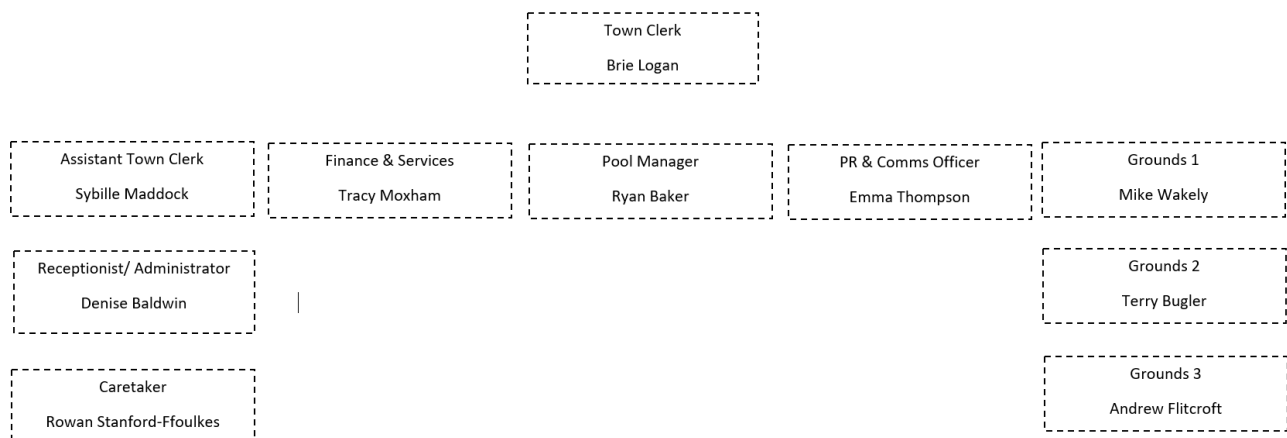 Town Clerk
Brie Logan
Assistant Town Clerk
Sybille Maddock
Finance & Services
Tracy Moxham
Pool Manager
Ryan Baker
PR & Comms Officer
Emma Thompson
Grounds 1
Mike Wakely
Receptionist/ Administrator
Denise Baldwin
Grounds 2
Terry Bugler
Caretaker
Rowan Stanford-Ffoulkes
Grounds 3
Andrew Flitcroft